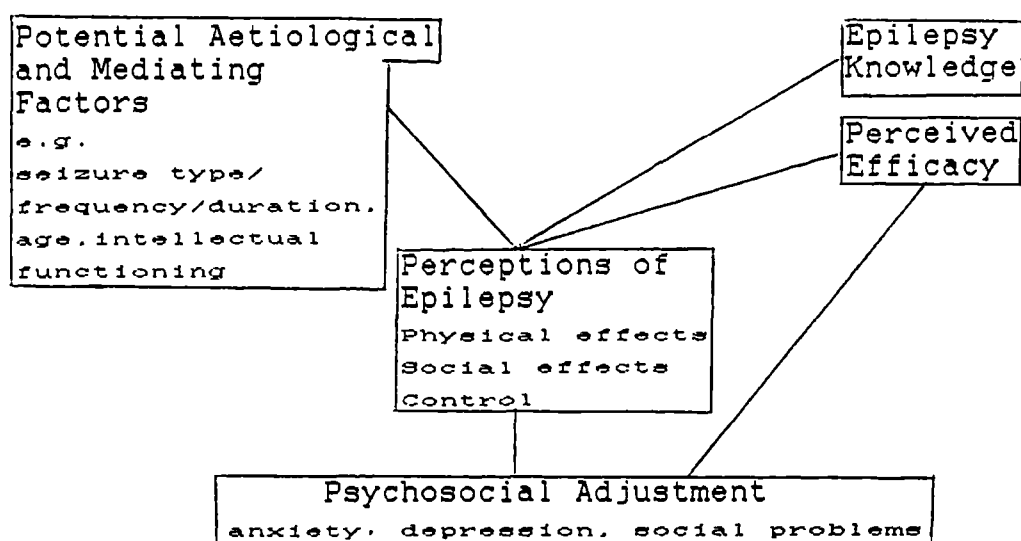 Potential Aetiological
and Mediating
Factors
e.g.
seizure type/
frequency/duration.
age.intellectual
functioning
Epilepsy
Knowledge
Perceived
Efficacy
Perceptions of
Epilepsy
Physical effects
Social effects
Control
Psychosocial Adjustment
anxiety. depression. social problems